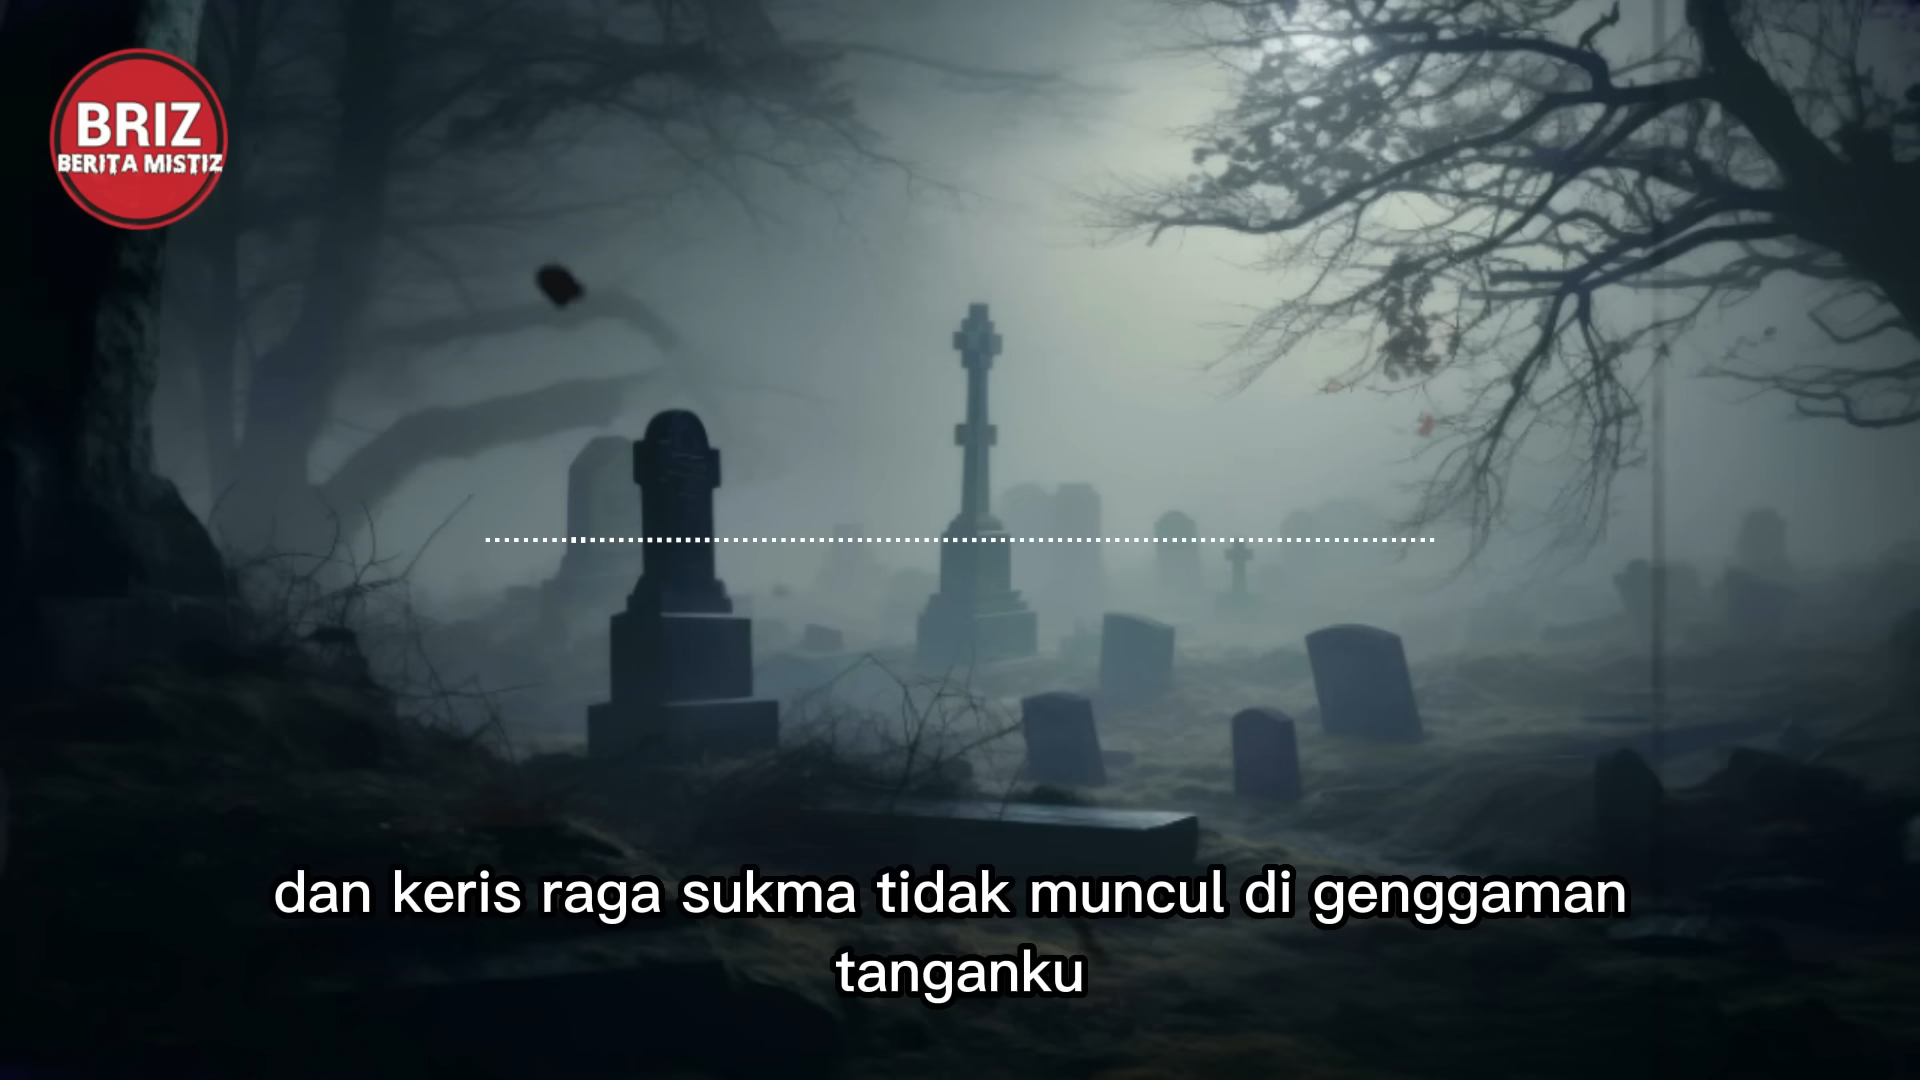 BRIZ
BERITA MISTIZ
dan keris raga sukma tidak muncul di genggaman
tanganku